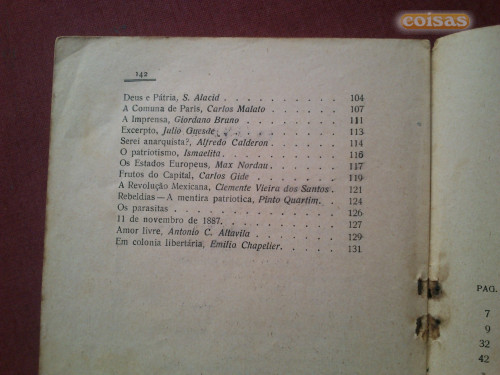 coisas
142
Deus e Pátria, S. Alacid . . . . . . . . . 104
A Comuna de Paris, Carlos Malato . . . . . . 107
A Imprensa, Giordano Bruno . . . . . . . . 111
Excerpto, Julio Guesde . . . . . . . . . 113
Serei anarquista?, Alfredo Calderon . . . . . 114
O patriotismo, Ismaelita . . . . . . . . . 116
Os Estados Europeus, Max Nordau . . . . . . 117
Frutos do Capital, Carlos Gide . . . . . . . 119
A Revolução Mexicana, Clemente Vieira dos Santos . 121
Rebeldias — A mentira patriotica, Pinto Quartim . . 124
Os parasitas . . . . . . . . . . . 126
11 de novembro de 1887 . . . . . . . . . 127
Amor livre, Antonio C. Altavila . . . . . . . 129
Em colonia libertária, Emilio Chapelier . . . . . 131
PAG.
7
9
32
42